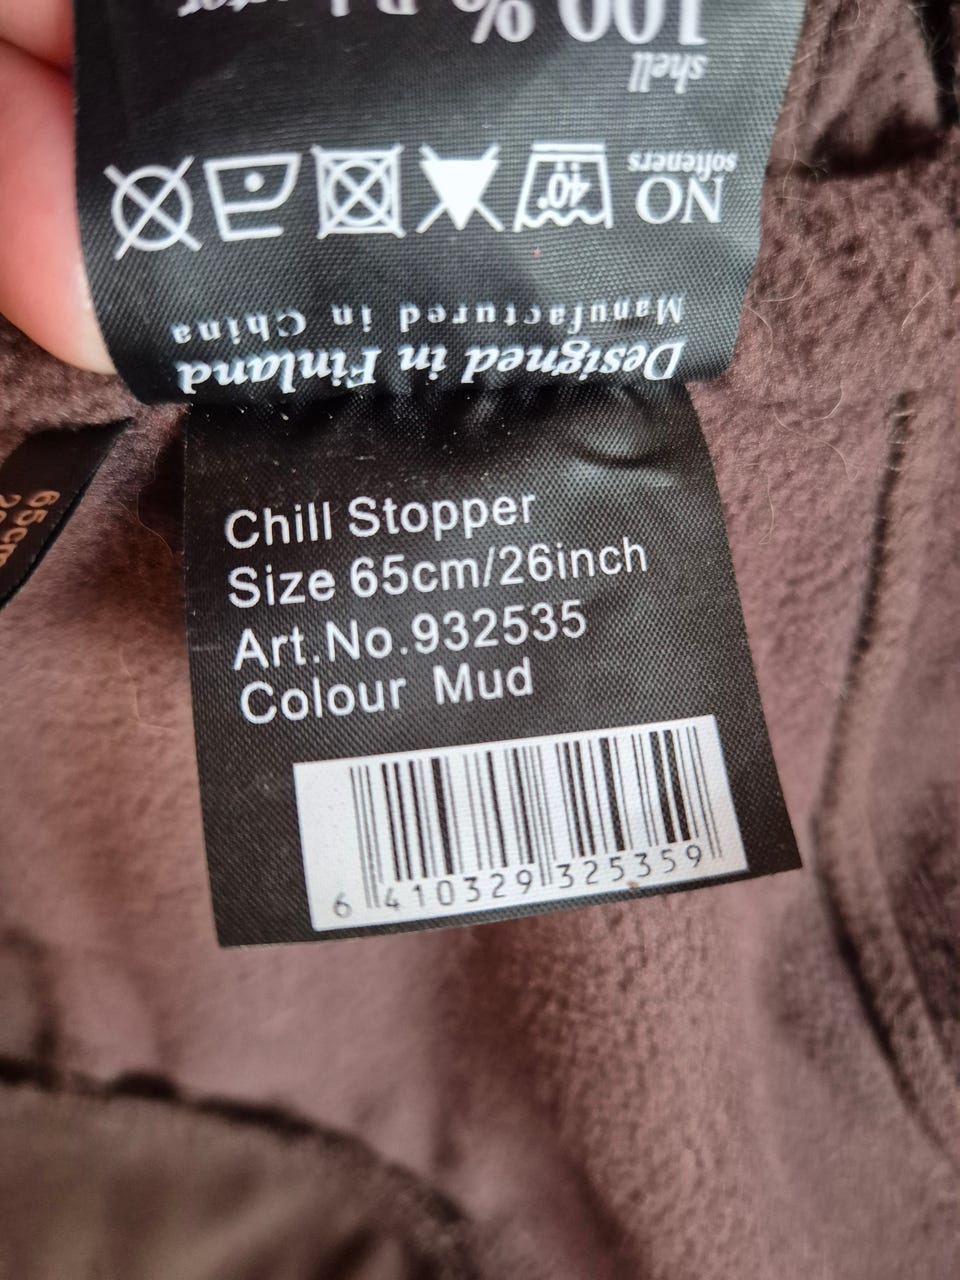 100 %
shell
NO
softeners
40°
Manufactured in China
Designed in Finland
65cm
Chill Stopper
Size 65cm/26inch
Art.No.932535
Colour Mud
6 410329 325359